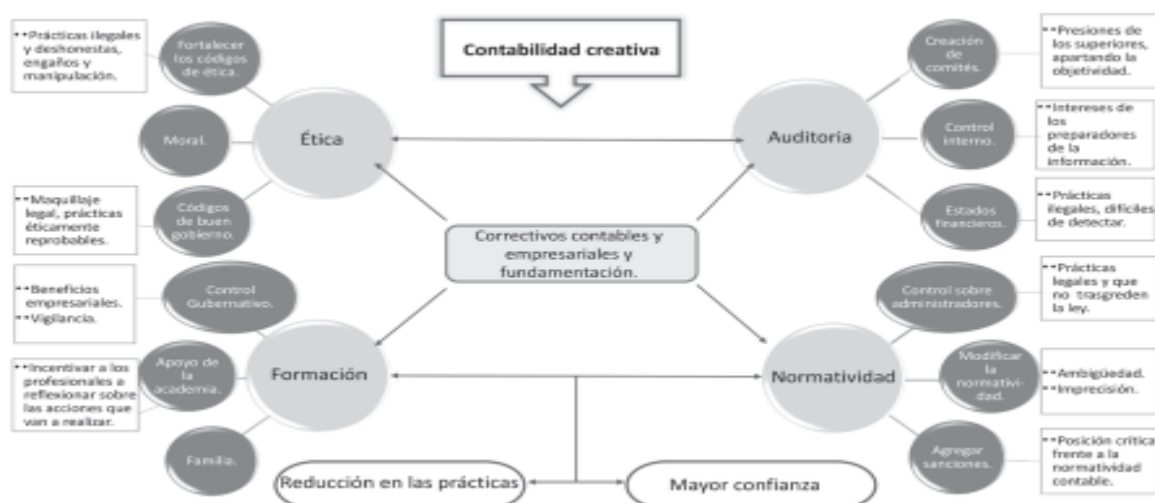 Contabilidad creativa
**Prácticas ilegales
y deshonestas,
engaños y
manipulación.
Fortalecer
los códigos
de ética.
Moral.
Ética
**Maquillaje
legal, prácticas
éticamente
reprobables.
Códigos
de buen
gobierno.
Creación
de
comités.
**Presiones de
los superiores,
apartando la
objetividad.
Auditoria
Control
interno.
**Intereses de
los
preparadores
de la
información.
Estados
financieros.
**Prácticas
ilegales, difíciles
de detectar.
Correctivos contables y
empresariales y
fundamentación.
**Beneficios
empresariales.
**Vigilancia.
Control
Gubernativo.
Formación
**Incentivar a los
profesionales a
reflexionar sobre
las acciones que
van a realizar.
Apoyo de
la
academia.
Familia.
Control sobre
administradores.
**Prácticas
legales y que
no trasgreden
la ley.
Normatividad
Modificar
la
normativi-
dad.
**Ambigüedad.
**Imprecisión.
Agregar
sanciones.
**Posición crítica
frente a la
normatividad
contable.
Reducción en las prácticas
Mayor confianza